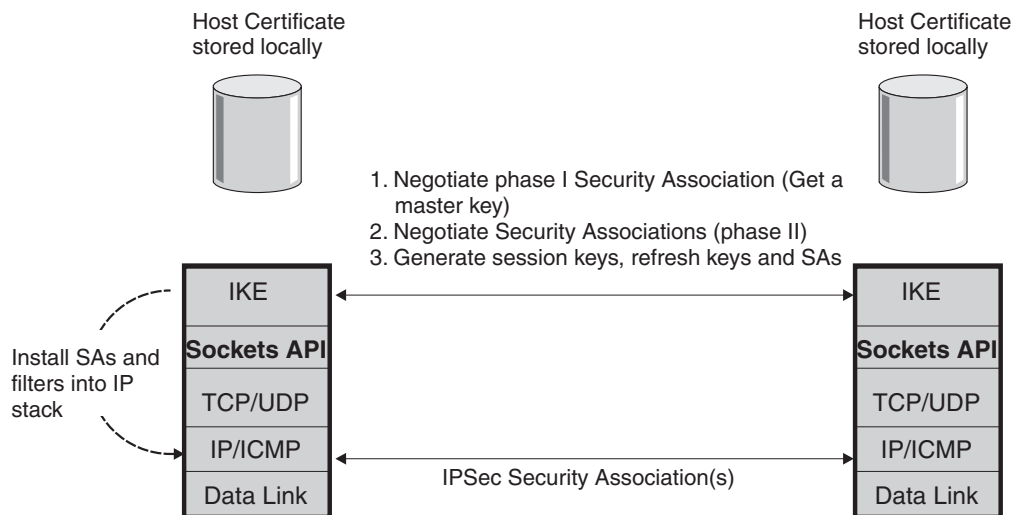 Host Certificate
stored locally
Host Certificate
stored locally
1. Negotiate phase I Security Association (Get a
master key)
2. Negotiate Security Associations (phase II)
3. Generate session keys, refresh keys and SAs
IKE
Sockets API
TCP/UDP
IP/ICMP
Data Link
Install SAs and
filters into IP
stack
IPSec Security Association(s)
IKE
Sockets API
TCP/UDP
IP/ICMP
Data Link